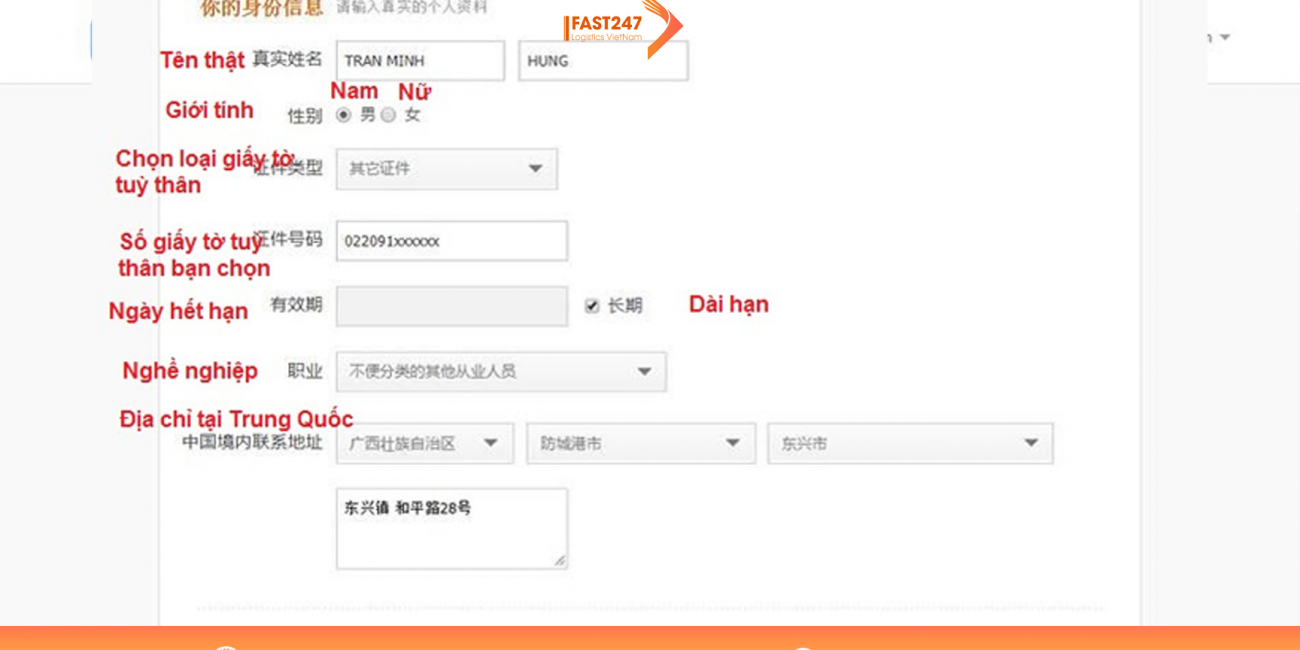 你的身份信息 请输入真实的个人资料
FAST247
Logistics VietNam
Tên thật 真实姓名 TRAN MINH HUNG
Nam Nữ
Giới tính 性别 男 女
Chọn loại giấy tờ
tuỳ thân
证件类型 其它证件
Số giấy tờ tuỳ
thân bạn chọn
证件号码 022091xxxxxx
Ngày hết hạn 有效期 长期 Dài hạn
Nghề nghiệp 职业 不便分类的其他从业人员
Địa chỉ tại Trung Quốc
中国境内联系地址 广西壮族自治区 防城港市 东兴市
东兴镇 和平路28号